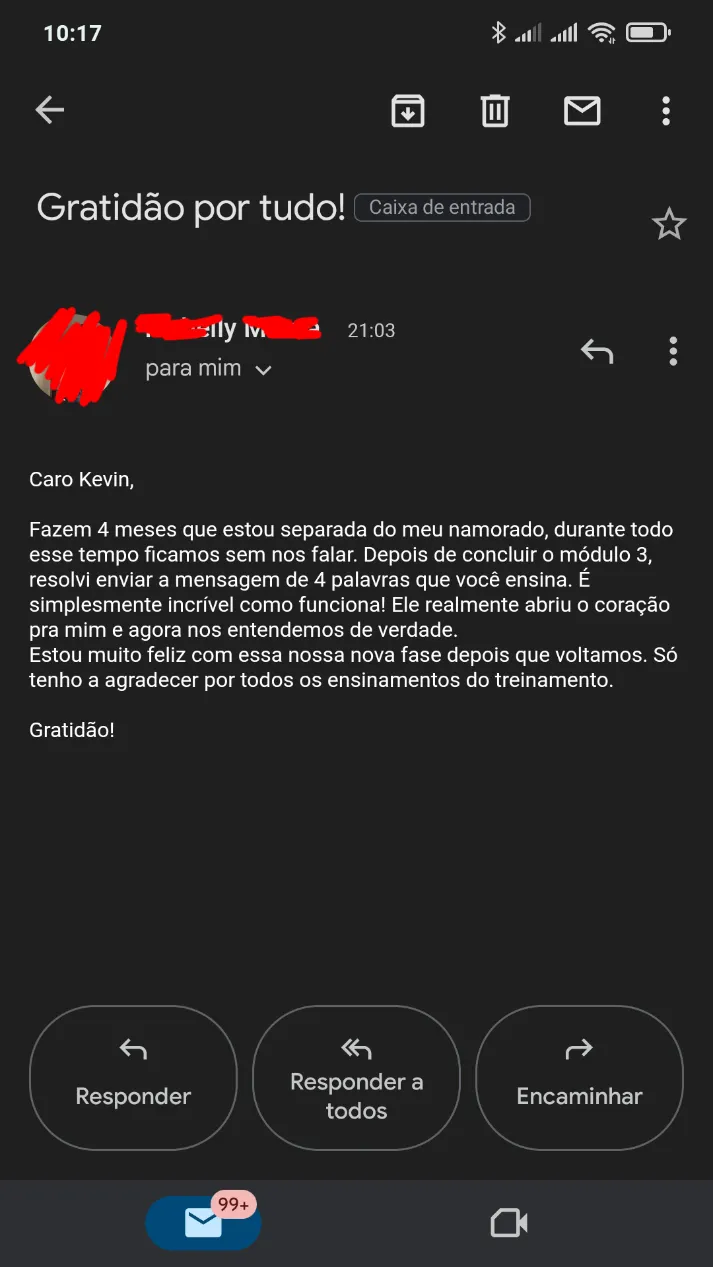 10:17
Gratidão por tudo! Caixa de entrada
21:03
para mim
Caro Kevin,
Fazem 4 meses que estou separada do meu namorado, durante todo
esse tempo ficamos sem nos falar. Depois de concluir o módulo 3,
resolvi enviar a mensagem de 4 palavras que você ensina. É
simplesmente incrível como funciona! Ele realmente abriu o coração
pra mim e agora nos entendemos de verdade.
Estou muito feliz com essa nossa nova fase depois que voltamos. Só
tenho a agradecer por todos os ensinamentos do treinamento.
Gratidão!
Responder
Responder a
todos
Encaminhar
99+